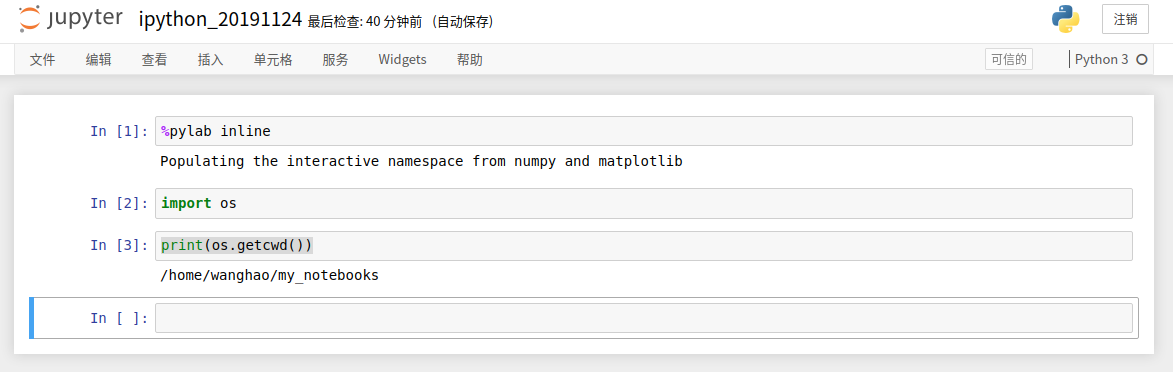 jupyter ipython_20191124 最后检查: 40 分钟前 (自动保存) 注销
文件 编辑 查看 插入 单元格 服务 Widgets 帮助 可信的 Python 3
In [1]: %pylab inline
Populating the interactive namespace from numpy and matplotlib
In [2]: import os
In [3]: print(os.getcwd())
/home/wanghao/my_notebooks
In [ ]: